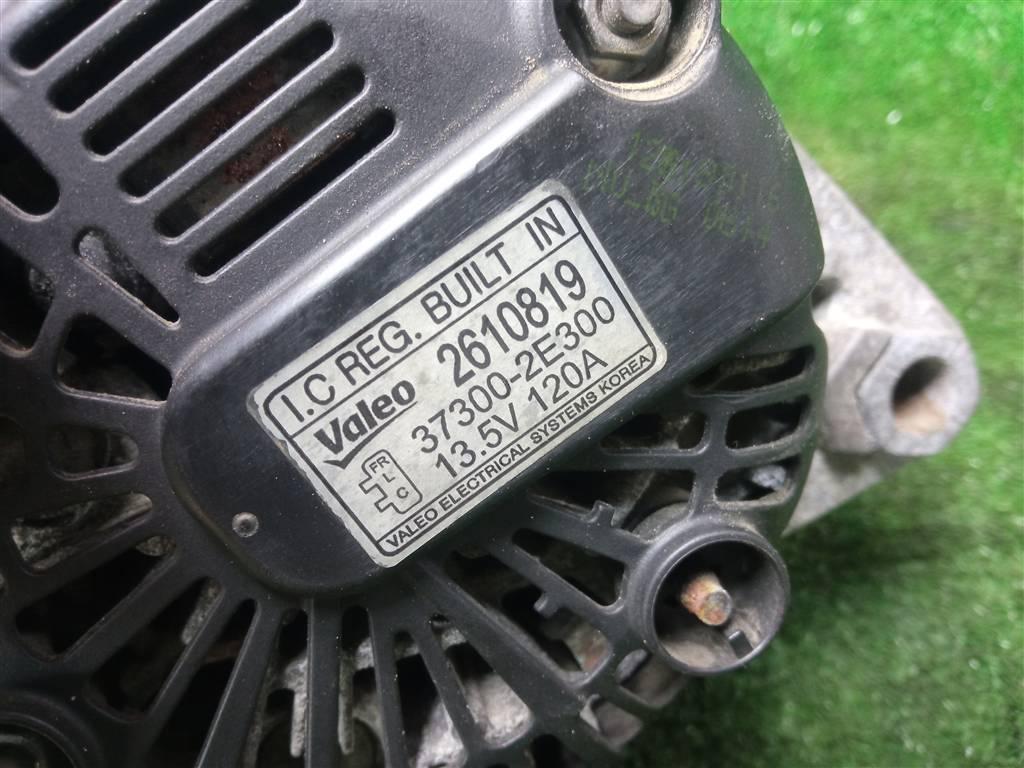 I.C REG. BUILT IN
Valeo 2610819
37300-2E300
13.5V 120A
FR
L
C
VALEO ELECTRICAL SYSTEMS KOREA